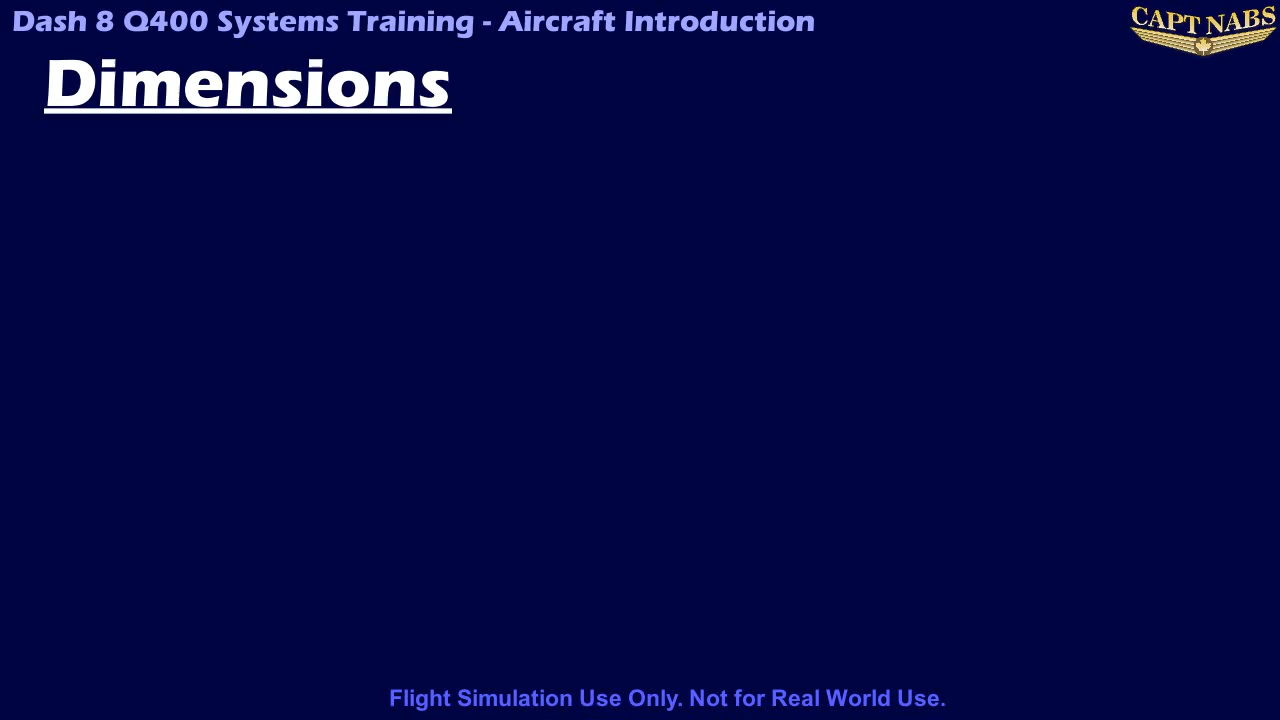 Dash 8 Q400 Systems Training - Aircraft Introduction
CAPT NABS
Dimensions
Flight Simulation Use Only. Not for Real World Use.